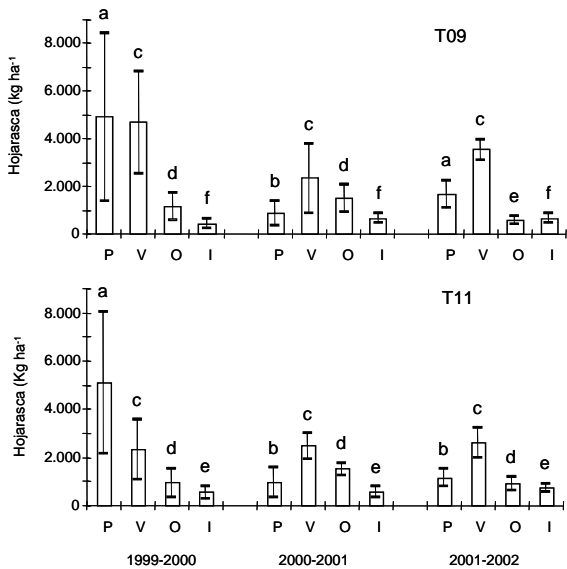 T09
Hojarasca (kg ha-1)
8.000
6.000
4.000
2.000
0
a c d f b c d f a c e f
P V O I P V O I P V O I
T11
Hojarasca (Kg ha-1)
8.000
6.000
4.000
2.000
0
a c d e b c d e b c d e
P V O I P V O I P V O I
1999-2000 2000-2001 2001-2002